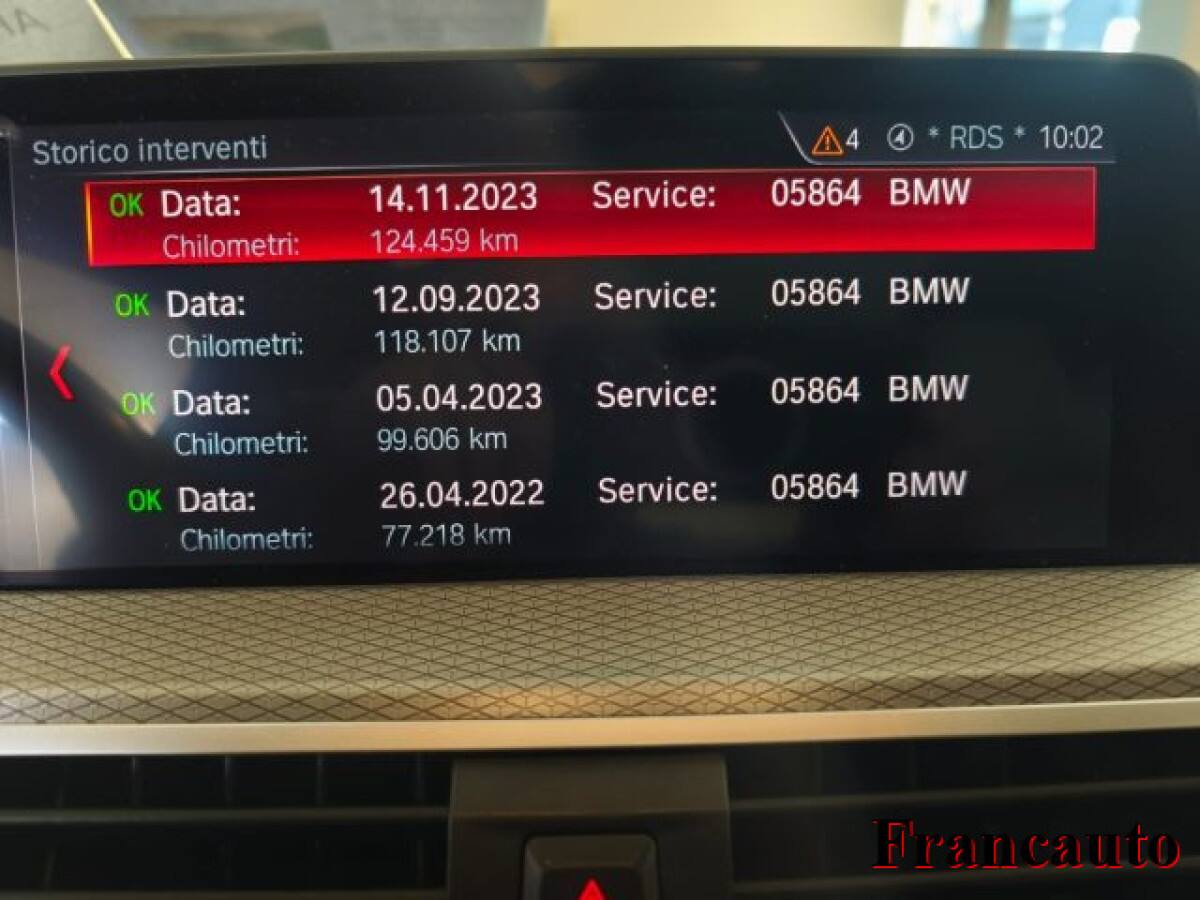 Storico interventi
4 * RDS * 10:02
OK Data: 14.11.2023 Service: 05864 BMW
Chilometri: 124.459 km
OK Data: 12.09.2023 Service: 05864 BMW
Chilometri: 118.107 km
OK Data: 05.04.2023 Service: 05864 BMW
Chilometri: 99.606 km
OK Data: 26.04.2022 Service: 05864 BMW
Chilometri: 77.218 km
Francauto